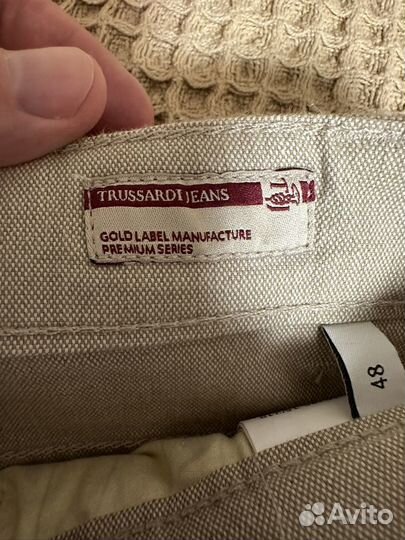 TRUSSARDI JEANS
GOLD LABEL MANUFACTURE
PREMIUM SERIES
48
Avito